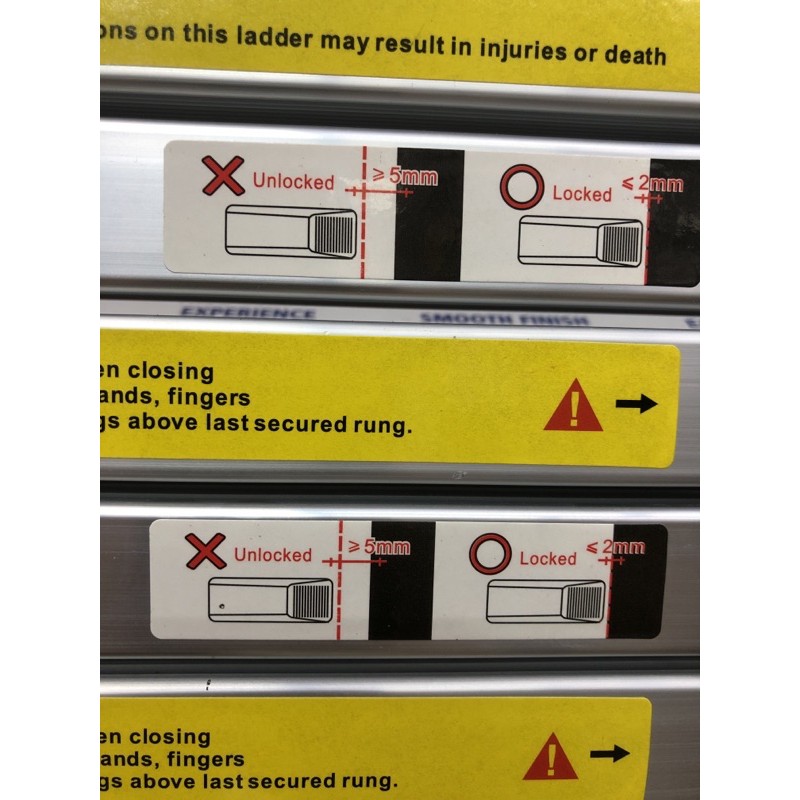 ons on this ladder may result in injuries or death
Unlocked ⩾5mm Locked ⩽2mm
EXPERIENCE SMOOTH FINISH
en closing
ands, fingers
gs above last secured rung.
Unlocked ⩾5mm Locked ⩽2mm
en closing
ands, fingers
gs above last secured rung.